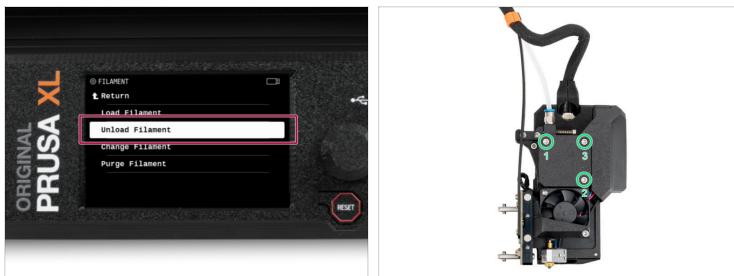 ORIGINAL
PRUSA XL
FILAMENT
Return
Load Filament
Unload Filament
Change Filament
Purge Filament
RESET
1
3
2